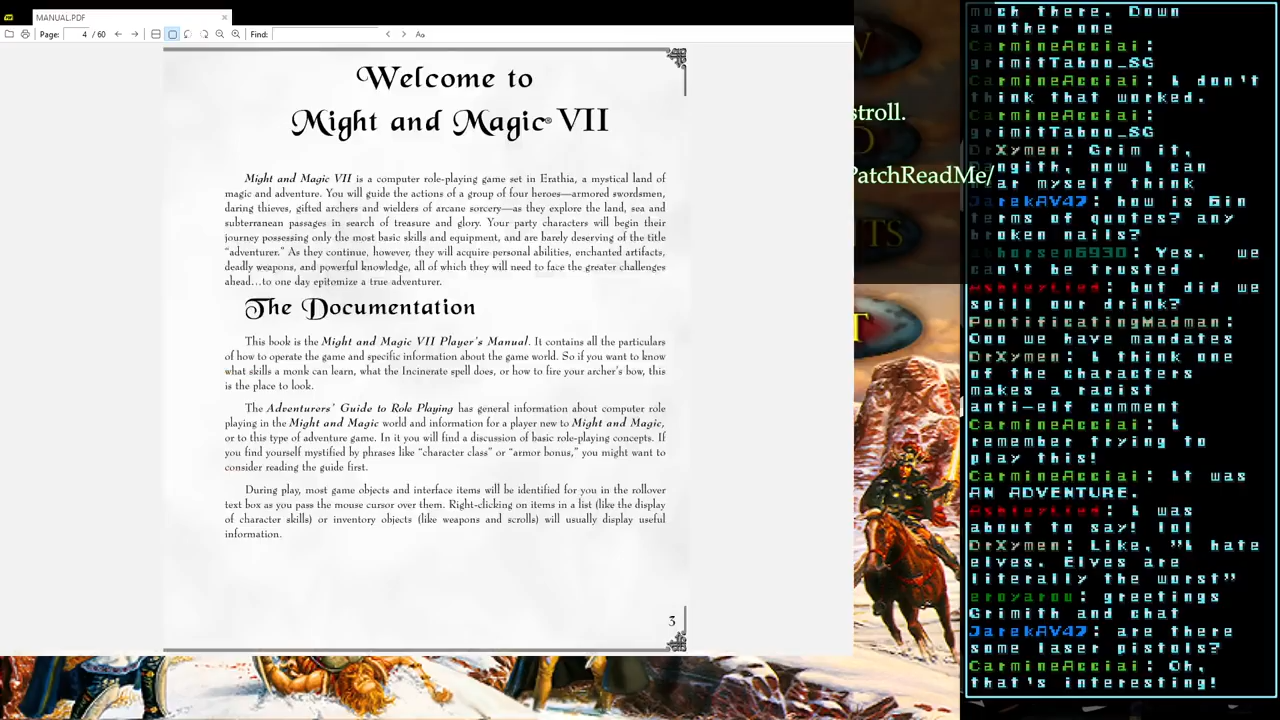 MANUAL.PDF
Page: 4 / 60
Find:
Aa
Welcome to
Might and Magic® VII
Might and Magic VII is a computer role-playing game set in Erathia, a mystical land of
magic and adventure. You will guide the actions of a group of four heroes—armored swordsmen,
daring thieves, gifted archers and wielders of arcane sorcery—as they explore the land, sea and
subterranean passages in search of treasure and glory. Your party characters will begin their
journey possessing only the most basic skills and equipment, and are barely deserving of the title
“adventurer.” As they continue, however, they will acquire personal abilities, enchanted artifacts,
deadly weapons, and powerful knowledge, all of which they will need to face the greater challenges
ahead…to one day epitomize a true adventurer.
The Documentation
This book is the Might and Magic VII Player's Manual. It contains all the particulars
of how to operate the game and specific information about the game world. So if you want to know
what skills a monk can learn, what the Incinerate spell does, or how to fire your archer's bow, this
is the place to look.
The Adventurers' Guide to Role Playing has general information about computer role
playing in the Might and Magic world and information for a player new to Might and Magic,
or to this type of adventure game. In it you will find a discussion of basic role-playing concepts. If
you find yourself mystified by phrases like “character class” or “armor bonus,” you might want to
consider reading the guide first.
During play, most game objects and interface items will be identified for you in the rollover
text box as you pass the mouse cursor over them. Right-clicking on items in a list (like the display
of character skills) or inventory objects (like weapons and scrolls) will usually display useful
information.
3
stroll.
PatchReadMe/
much there. Down
another one
CarmineAcciai:
grimitTaboo_SG
CarmineAcciai: I don't
think that worked.
CarmineAcciai:
grimitTaboo_SG
DrXymen: Grim it,
Dangith, now I can
hear myself think
JarekAV47: how is 6in
terms of quotes? any
broken nails?
Yes. we
can't be trusted
but did we
spill our drink?
PontificatingMadman:
Ooo we have mandates
DrXymen: I think one
of the characters
makes a racist
anti-elf comment
CarmineAcciai: I
remember trying to
play this!
CarmineAcciai: It was
AN ADVENTURE.
I was
about to say! lol
DrXymen: Like, "I hate
elves. Elves are
literally the worst"
eroyarou: greetings
Grimith and chat
JarekAV47: are there
some laser pistols?
CarmineAcciai: Oh,
that's interesting!